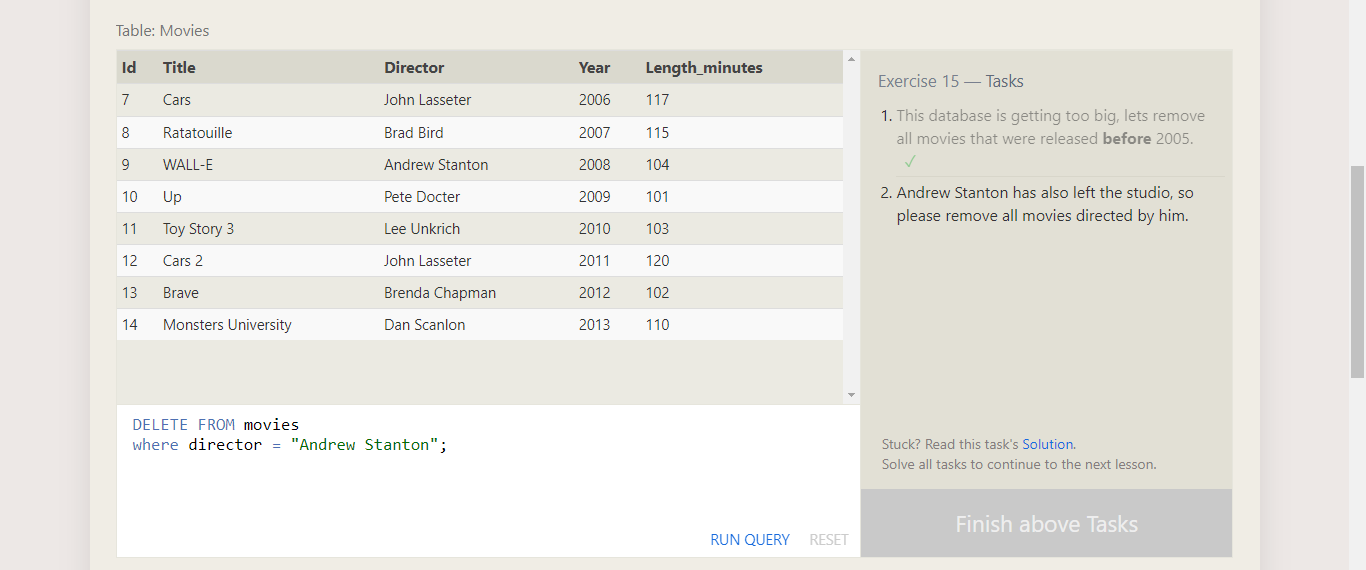 Table: Movies
Id Title Director Year Length_minutes
7 Cars John Lasseter 2006 117
8 Ratatouille Brad Bird 2007 115
9 WALL-E Andrew Stanton 2008 104
10 Up Pete Docter 2009 101
11 Toy Story 3 Lee Unkrich 2010 103
12 Cars 2 John Lasseter 2011 120
13 Brave Brenda Chapman 2012 102
14 Monsters University Dan Scanlon 2013 110
DELETE FROM movies
where director = "Andrew Stanton";
RUN QUERY RESET
Exercise 15 — Tasks
1. This database is getting too big, lets remove
all movies that were released before 2005.
✓
2. Andrew Stanton has also left the studio, so
please remove all movies directed by him.
Stuck? Read this task's Solution.
Solve all tasks to continue to the next lesson.
Finish above Tasks